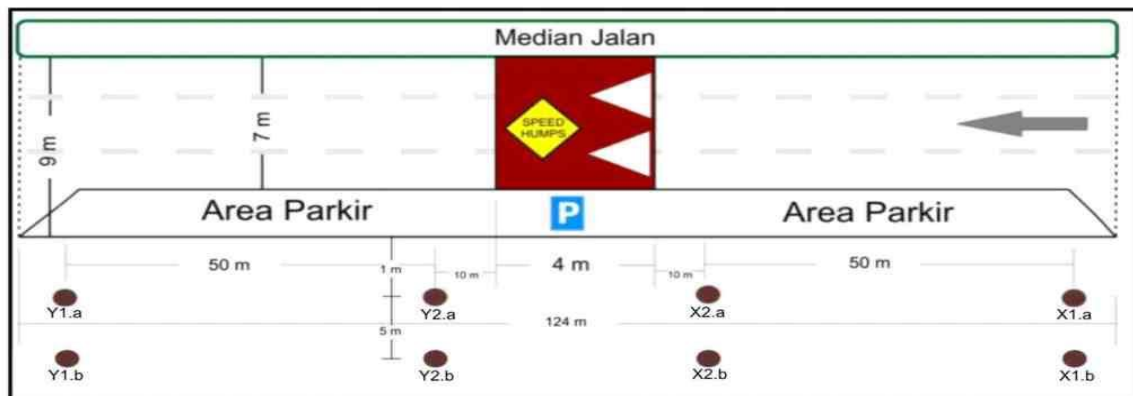 Median Jalan
9 m
7 m
SPEED
HUMPS
Area Parkir
P
Area Parkir
50 m
1 m
10 m
4 m
10 m
50 m
Y1.a
Y2.a
X2.a
X1.a
5 m
124 m
Y1.b
Y2.b
X2.b
X1.b